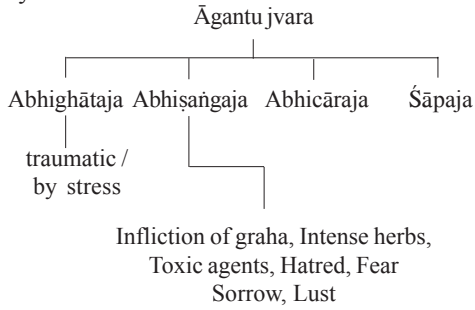 Āgantu jvara
Abhighātaja Abhiṣaṅgaja Abhicāraja Śāpaja
traumatic /
by stress
Infliction of graha, Intense herbs,
Toxic agents, Hatred, Fear
Sorrow, Lust